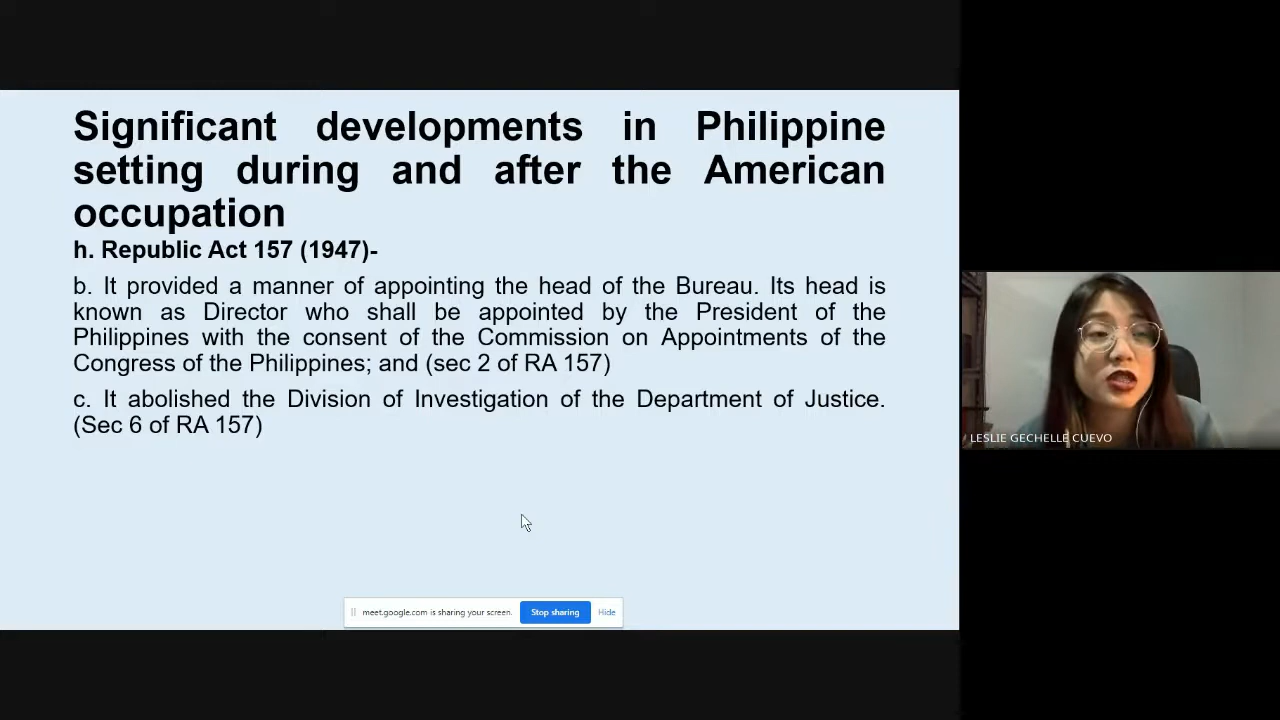 Significant developments in Philippine
setting during and after the American
occupation
h. Republic Act 157 (1947)-
b. It provided a manner of appointing the head of the Bureau. Its head is
known as Director who shall be appointed by the President of the
Philippines with the consent of the Commission on Appointments of the
Congress of the Philippines; and (sec 2 of RA 157)
c. It abolished the Division of Investigation of the Department of Justice.
(Sec 6 of RA 157)
meet.google.com is sharing your screen. Stop sharing Hide
LESLIE GECHELLE CUEVO